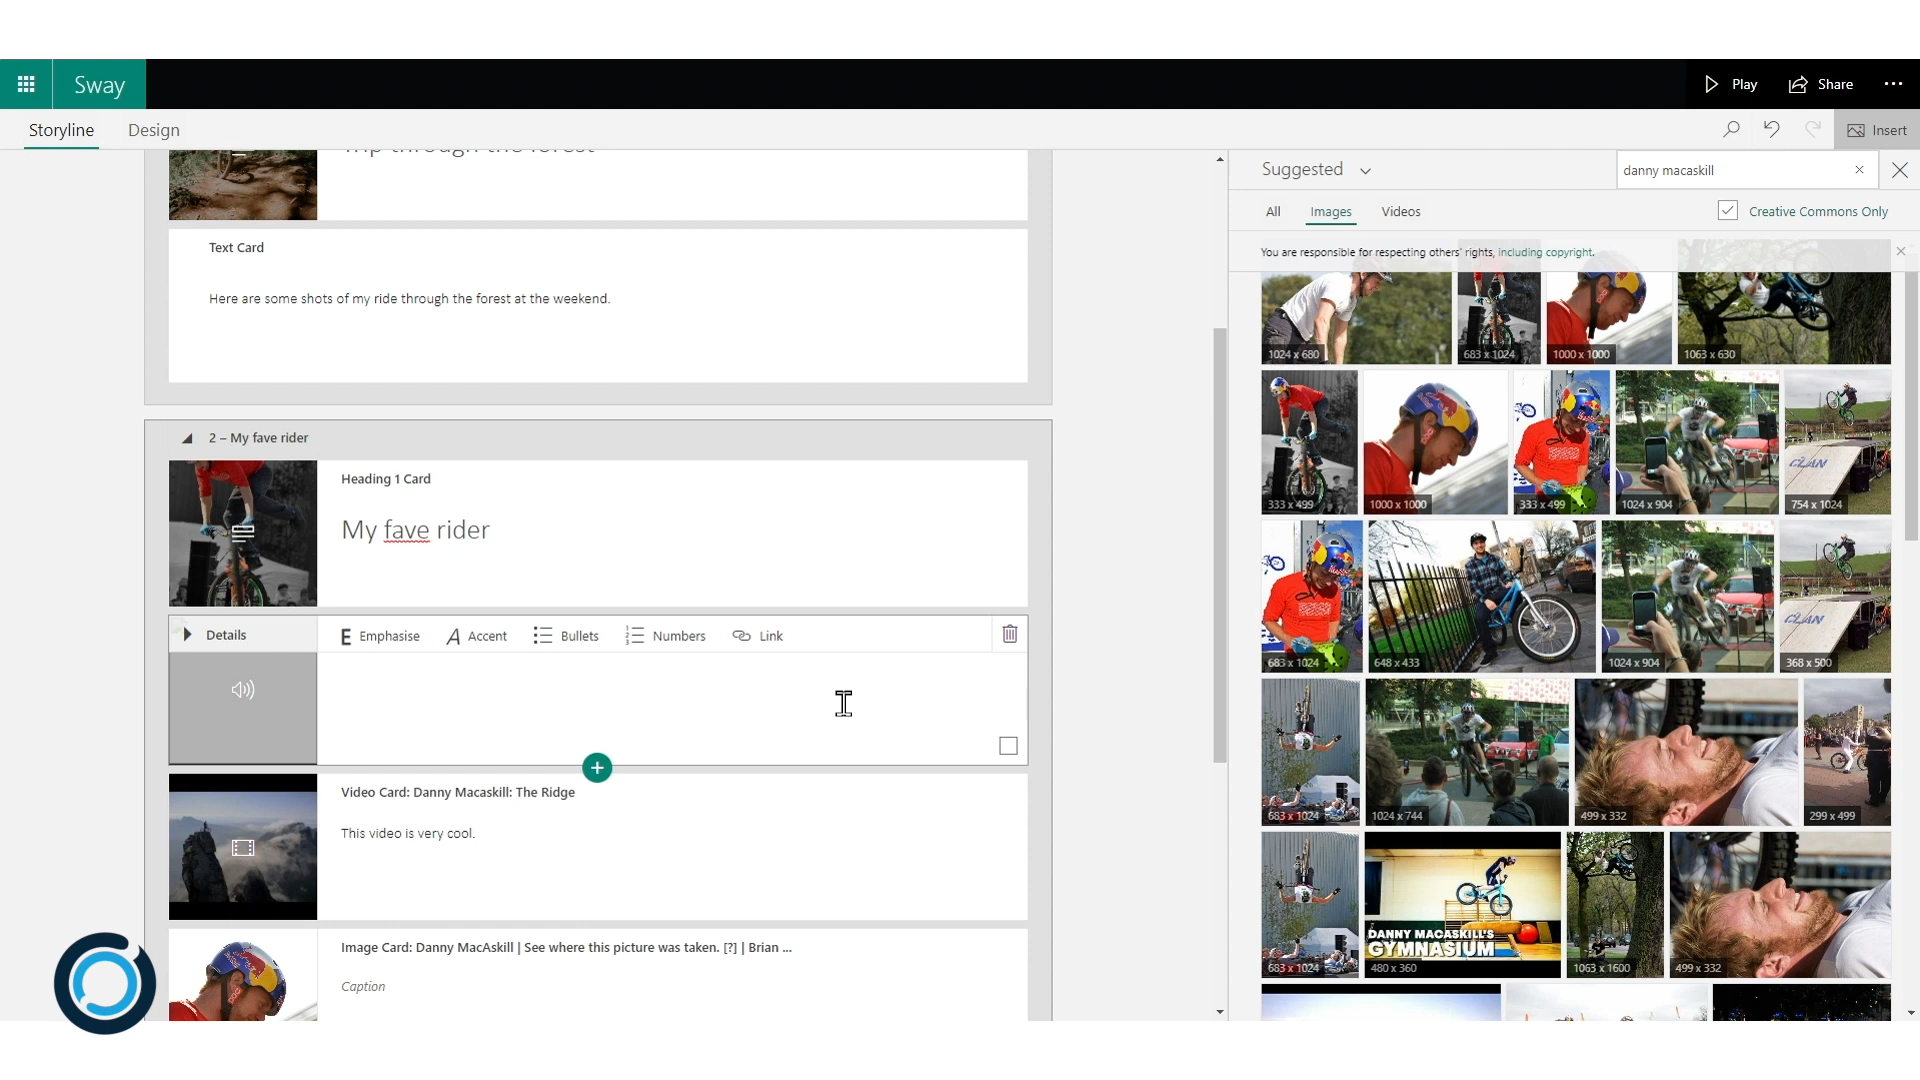 Sway
Play
Share
Storyline
Design
Insert
Trip through the forest
Suggested
danny macaskill
All
Images
Videos
Creative Commons Only
You are responsible for respecting others' rights, including copyright.
Text Card
Here are some shots of my ride through the forest at the weekend.
1024 x 680
683 x 1024
1000 x 1000
1063 x 630
2 – My fave rider
Heading 1 Card
My fave rider
CLAN
333 x 499
1000 x 1000
333 x 499
1024 x 904
754 x 1024
Details
E Emphasise
A Accent
Bullets
Numbers
Link
CLAN
683 x 1024
648 x 433
1024 x 904
368 x 500
Video Card: Danny Macaskill: The Ridge
This video is very cool.
683 x 1024
1024 x 744
499 x 332
299 x 499
Image Card: Danny MacAskill | See where this picture was taken. [?] | Brian ...
Caption
DANNY MACASKILL'S
GYMNASIUM
683 x 1024
480 x 360
1063 x 1600
499 x 332